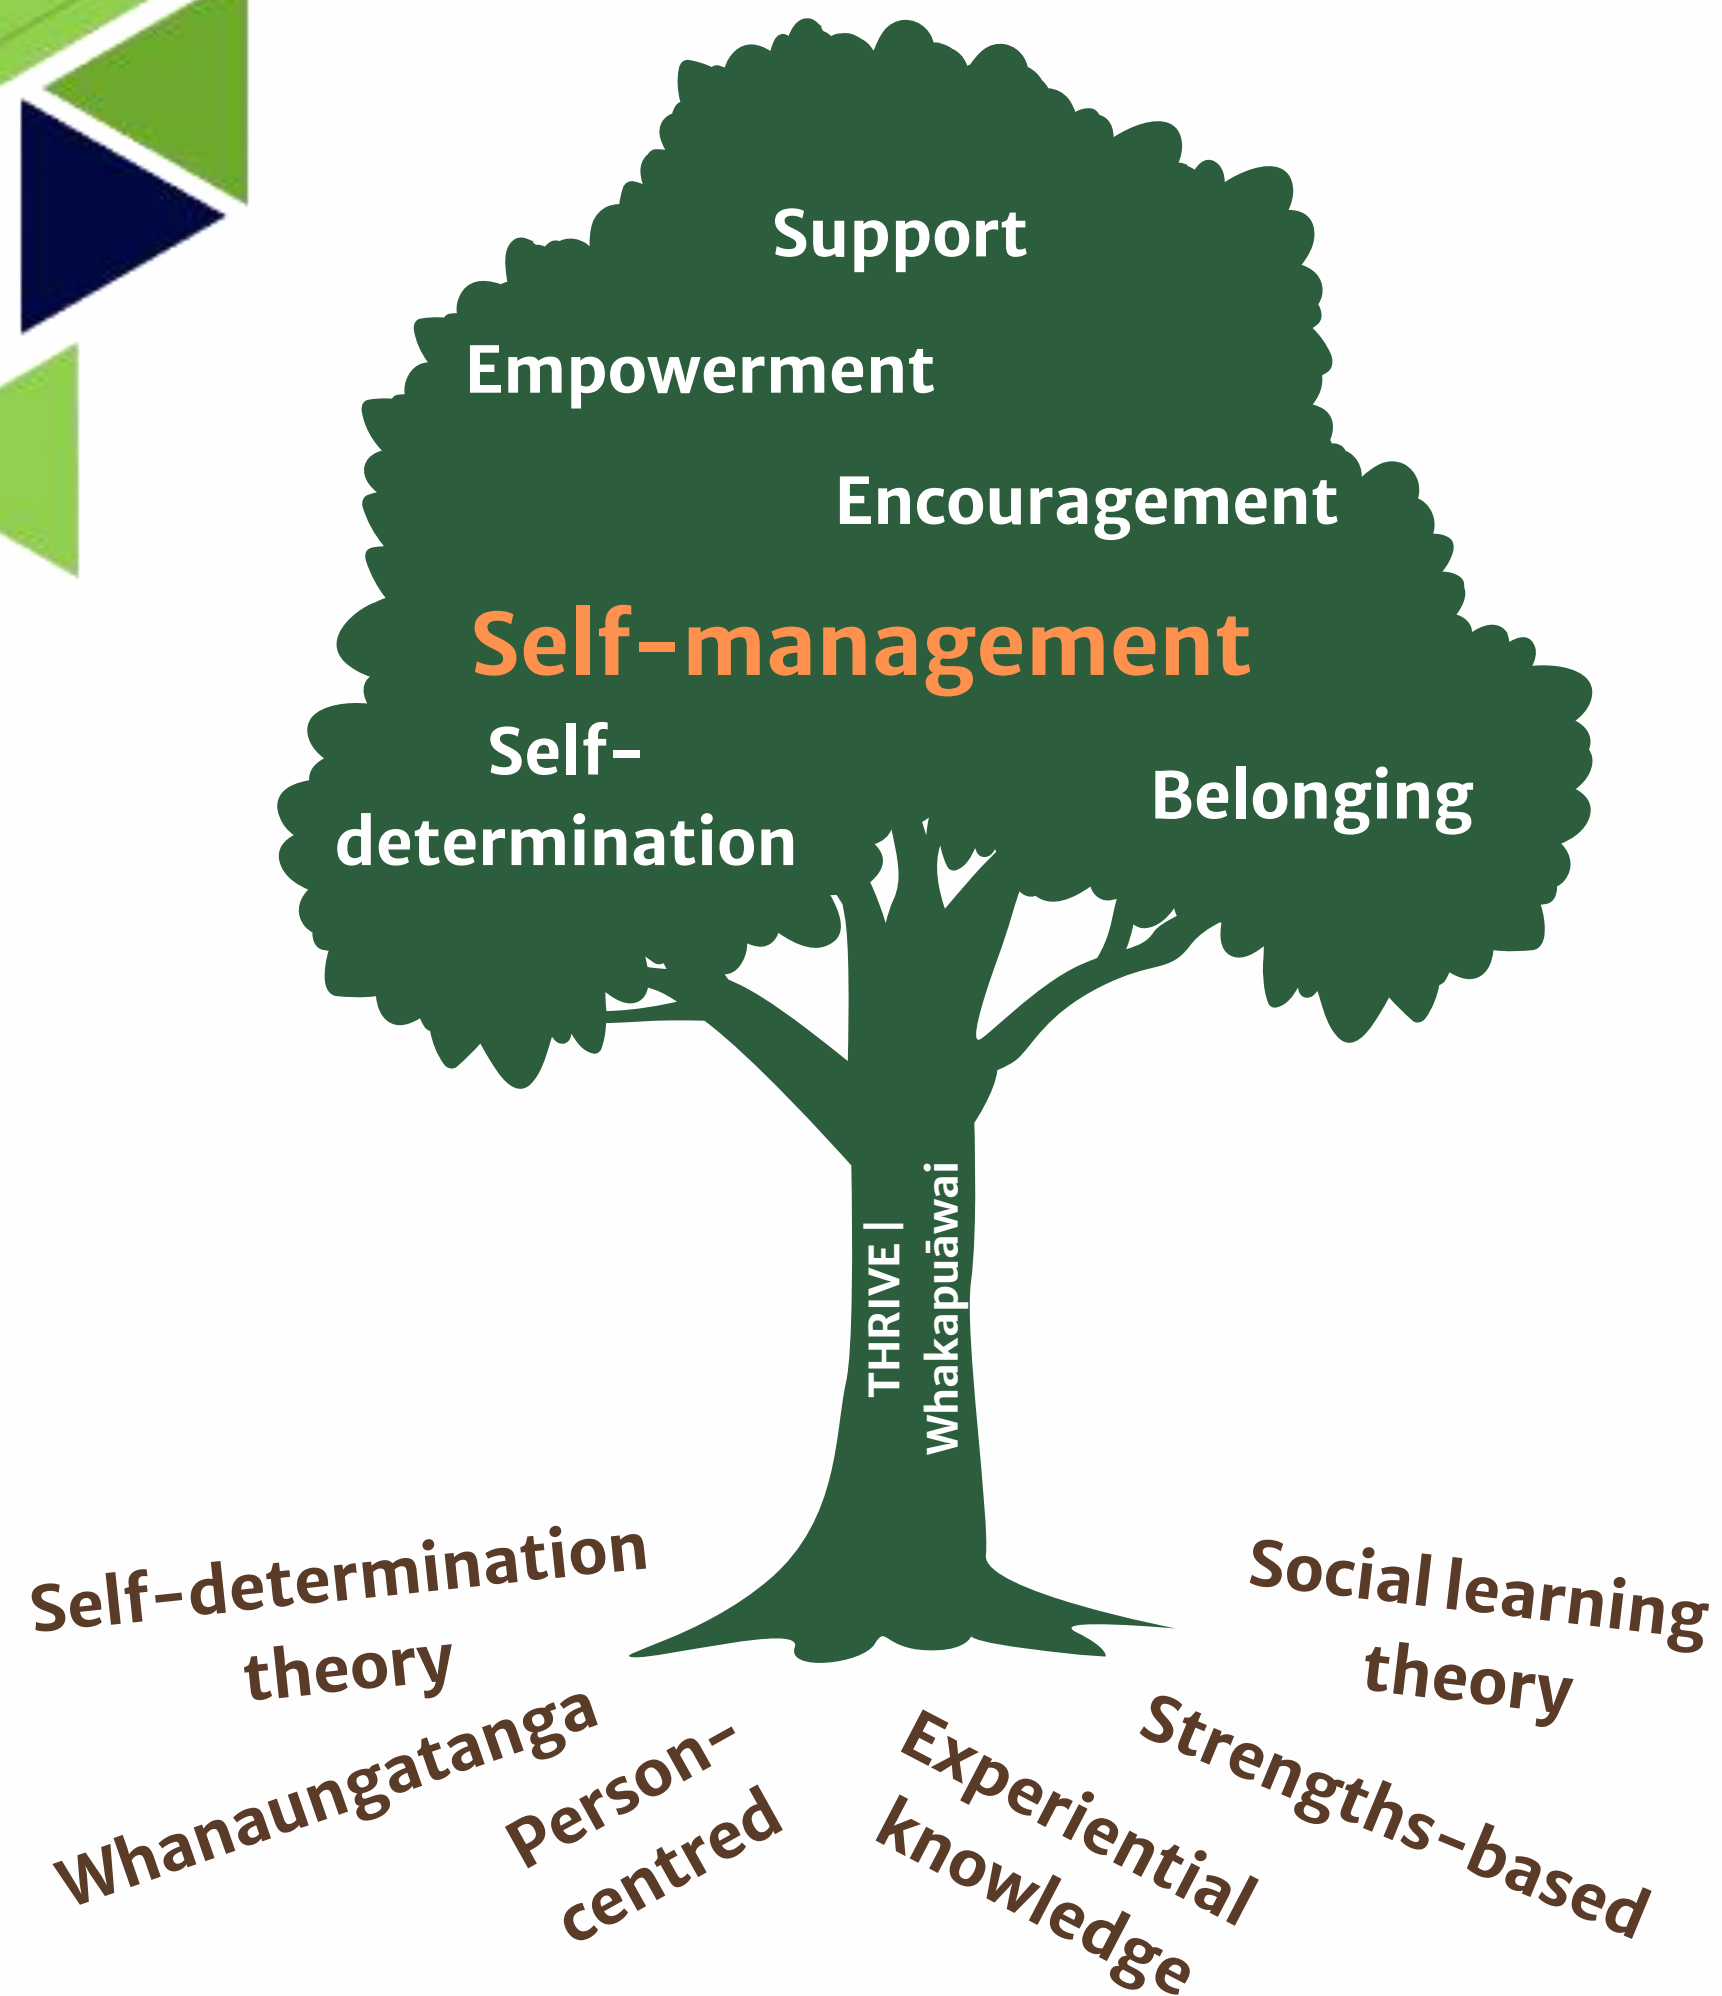 Support
Empowerment
Encouragement
Self-management
Self-
determination
Belonging
THRIVE |
Whakapuāwai
Self-determination
theory
Whanaungatanga
Person-
centred
Experiential
knowledge
Strengths-based
Social learning
theory